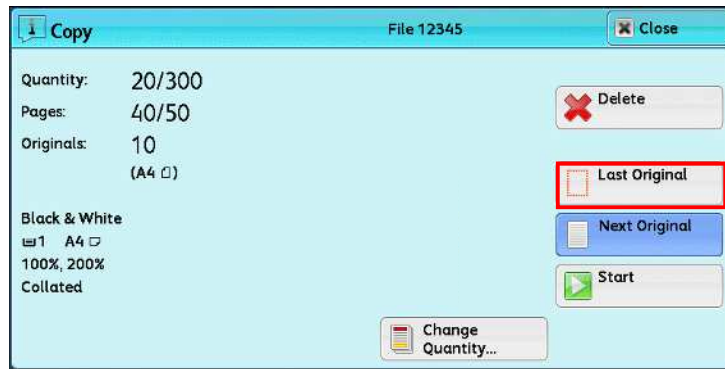 Copy
File 12345
Close
Quantity: 20/300
Pages: 40/50
Originals: 10
(A4)
Delete
Last Original
Next Original
Start
Black & White
1 A4
100%, 200%
Collated
Change
Quantity...